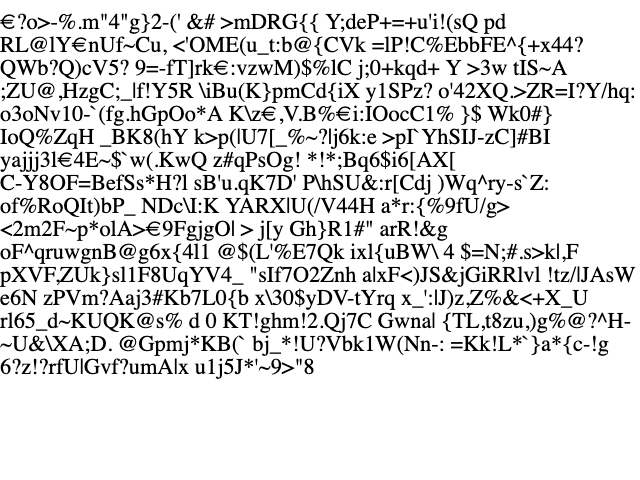 €?o>-%.m"4"g}2-(' &# >mDRG{{ Y;deP+=+u'i!(sQ pd
RL@lY€nUf~Cu, <'OME(u_t:b@{CVk =lP!C%EbbFE^{+x44?
QWb?Q)cV5? 9=-fT]rk€:vzwM)$%lC j;0+kqd+ Y >3w tIS~A
;ZU@,HzgC;_|f!Y5R \iBu(K}pmCd{iX y1SPz? o'42XQ.>ZR=I?Y/hq:
o3oNv10-`(fg.hGpOo*A K\z€,V.B%€i:IOocC1% }$ Wk0#}
IoQ%ZqH _BK8(hY k>p(|U7[_%~?|j6k:e >pI`YhSIJ-zC]#BI
yajjj3l€4E~$`w(.KwQ z#qPsOg! *!*;Bq6$i6[AX[
C-Y8OF=BefSs*H?l sB'u.qK7D' P\hSU&:r[Cdj )Wq^ry-s`Z:
of%RoQIt)bP_ NDc\I:K YARX|U(/V44H a*r:{%9fU/g>
<2m2F~p*olA>€9FgjgO| > j[y Gh}R1#" arR!&g
oF^qruwgnB@g6x{4l1 @$(L'%E7Qk ixl{uBW\ 4 $=N;#.s>k|,F
pXVF,ZUk}sl1F8UqYV4_ "sIf7O2Znh a|xF<)JS&jGiRRlvl !tz/|JAsW
e6N zPVm?Aaj3#Kb7L0{b x\30$yDV-tYrq x_':|J)z,Z%&<+X_U
rl65_d~KUQK@s% d 0 KT!ghm!2.Qj7C Gwna| {TL,t8zu,)g%@?^H-
~U&\XA;D. @Gpmj*KB(` bj_*!U?Vbk1W(Nn-: =Kk!L*`}a*{c-!g
6?z!?rfU|Gvf?umA|x u1j5J*'~9>"8